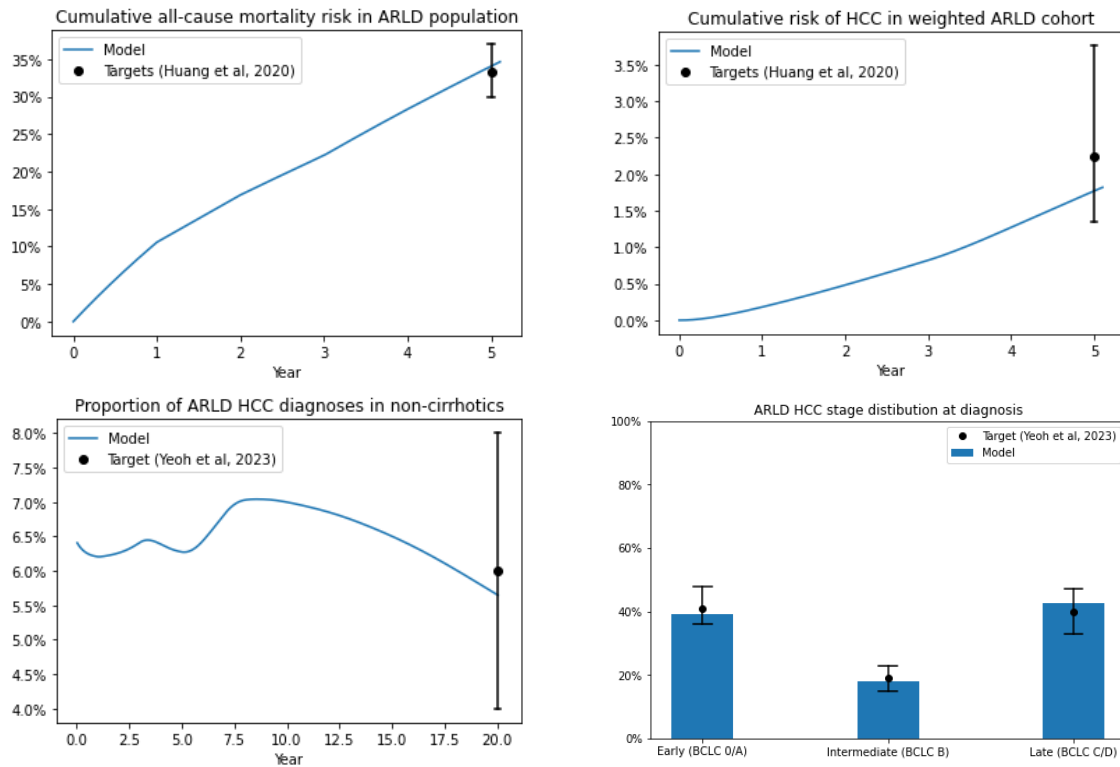 Cumulative all-cause mortality risk in ARLD population
Model
Targets (Huang et al, 2020)
35%
30%
25%
20%
15%
10%
5%
0%
0 1 2 3 4 5
Year
Cumulative risk of HCC in weighted ARLD cohort
Model
Targets (Huang et al, 2020)
3.5%
3.0%
2.5%
2.0%
1.5%
1.0%
0.5%
0.0%
0 1 2 3 4 5
Year
Proportion of ARLD HCC diagnoses in non-cirrhotics
Model
Target (Yeoh et al, 2023)
8.0%
7.5%
7.0%
6.5%
6.0%
5.5%
5.0%
4.5%
4.0%
0.0 2.5 5.0 7.5 10.0 12.5 15.0 17.5 20.0
Year
ARLD HCC stage distibution at diagnosis
Target (Yeoh et al, 2023)
Model
100%
80%
60%
40%
20%
0%
Early (BCLC 0/A) Intermediate (BCLC B) Late (BCLC C/D)